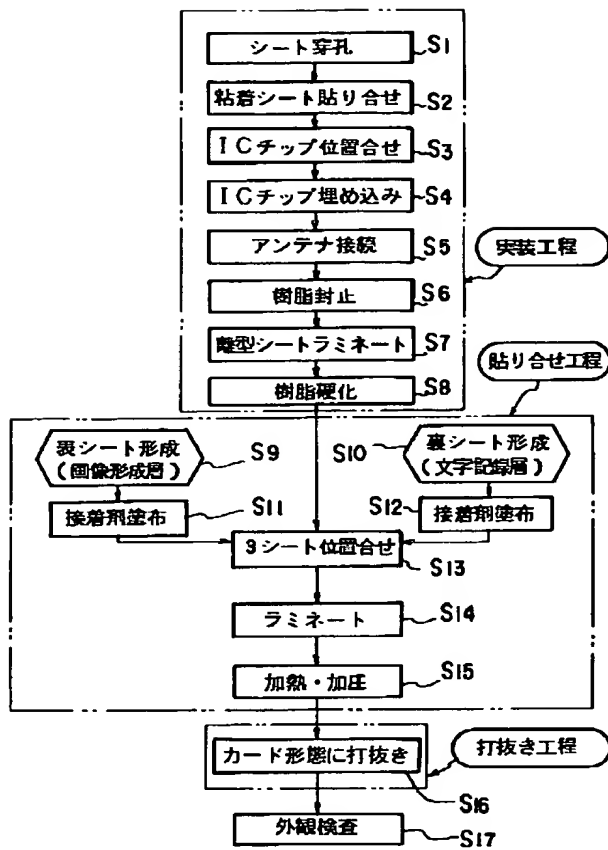 シート穿孔 S1
粘着シート貼り合せ S2
ICチップ位置合せ S3
ICチップ埋め込み S4
アンテナ接続 S5
実装工程
樹脂封止 S6
離型シートラミネート S7
貼り合せ工程
樹脂硬化 S8
表シート形成 S9
(画像形成層)
S10 裏シート形成
(文字記録層)
接着剤塗布 S11
S12 接着剤塗布
3シート位置合せ
S13
ラミネート S14
加熱・加圧 S15
カード形態に打抜き
打抜き工程
S16
外観検査 S17